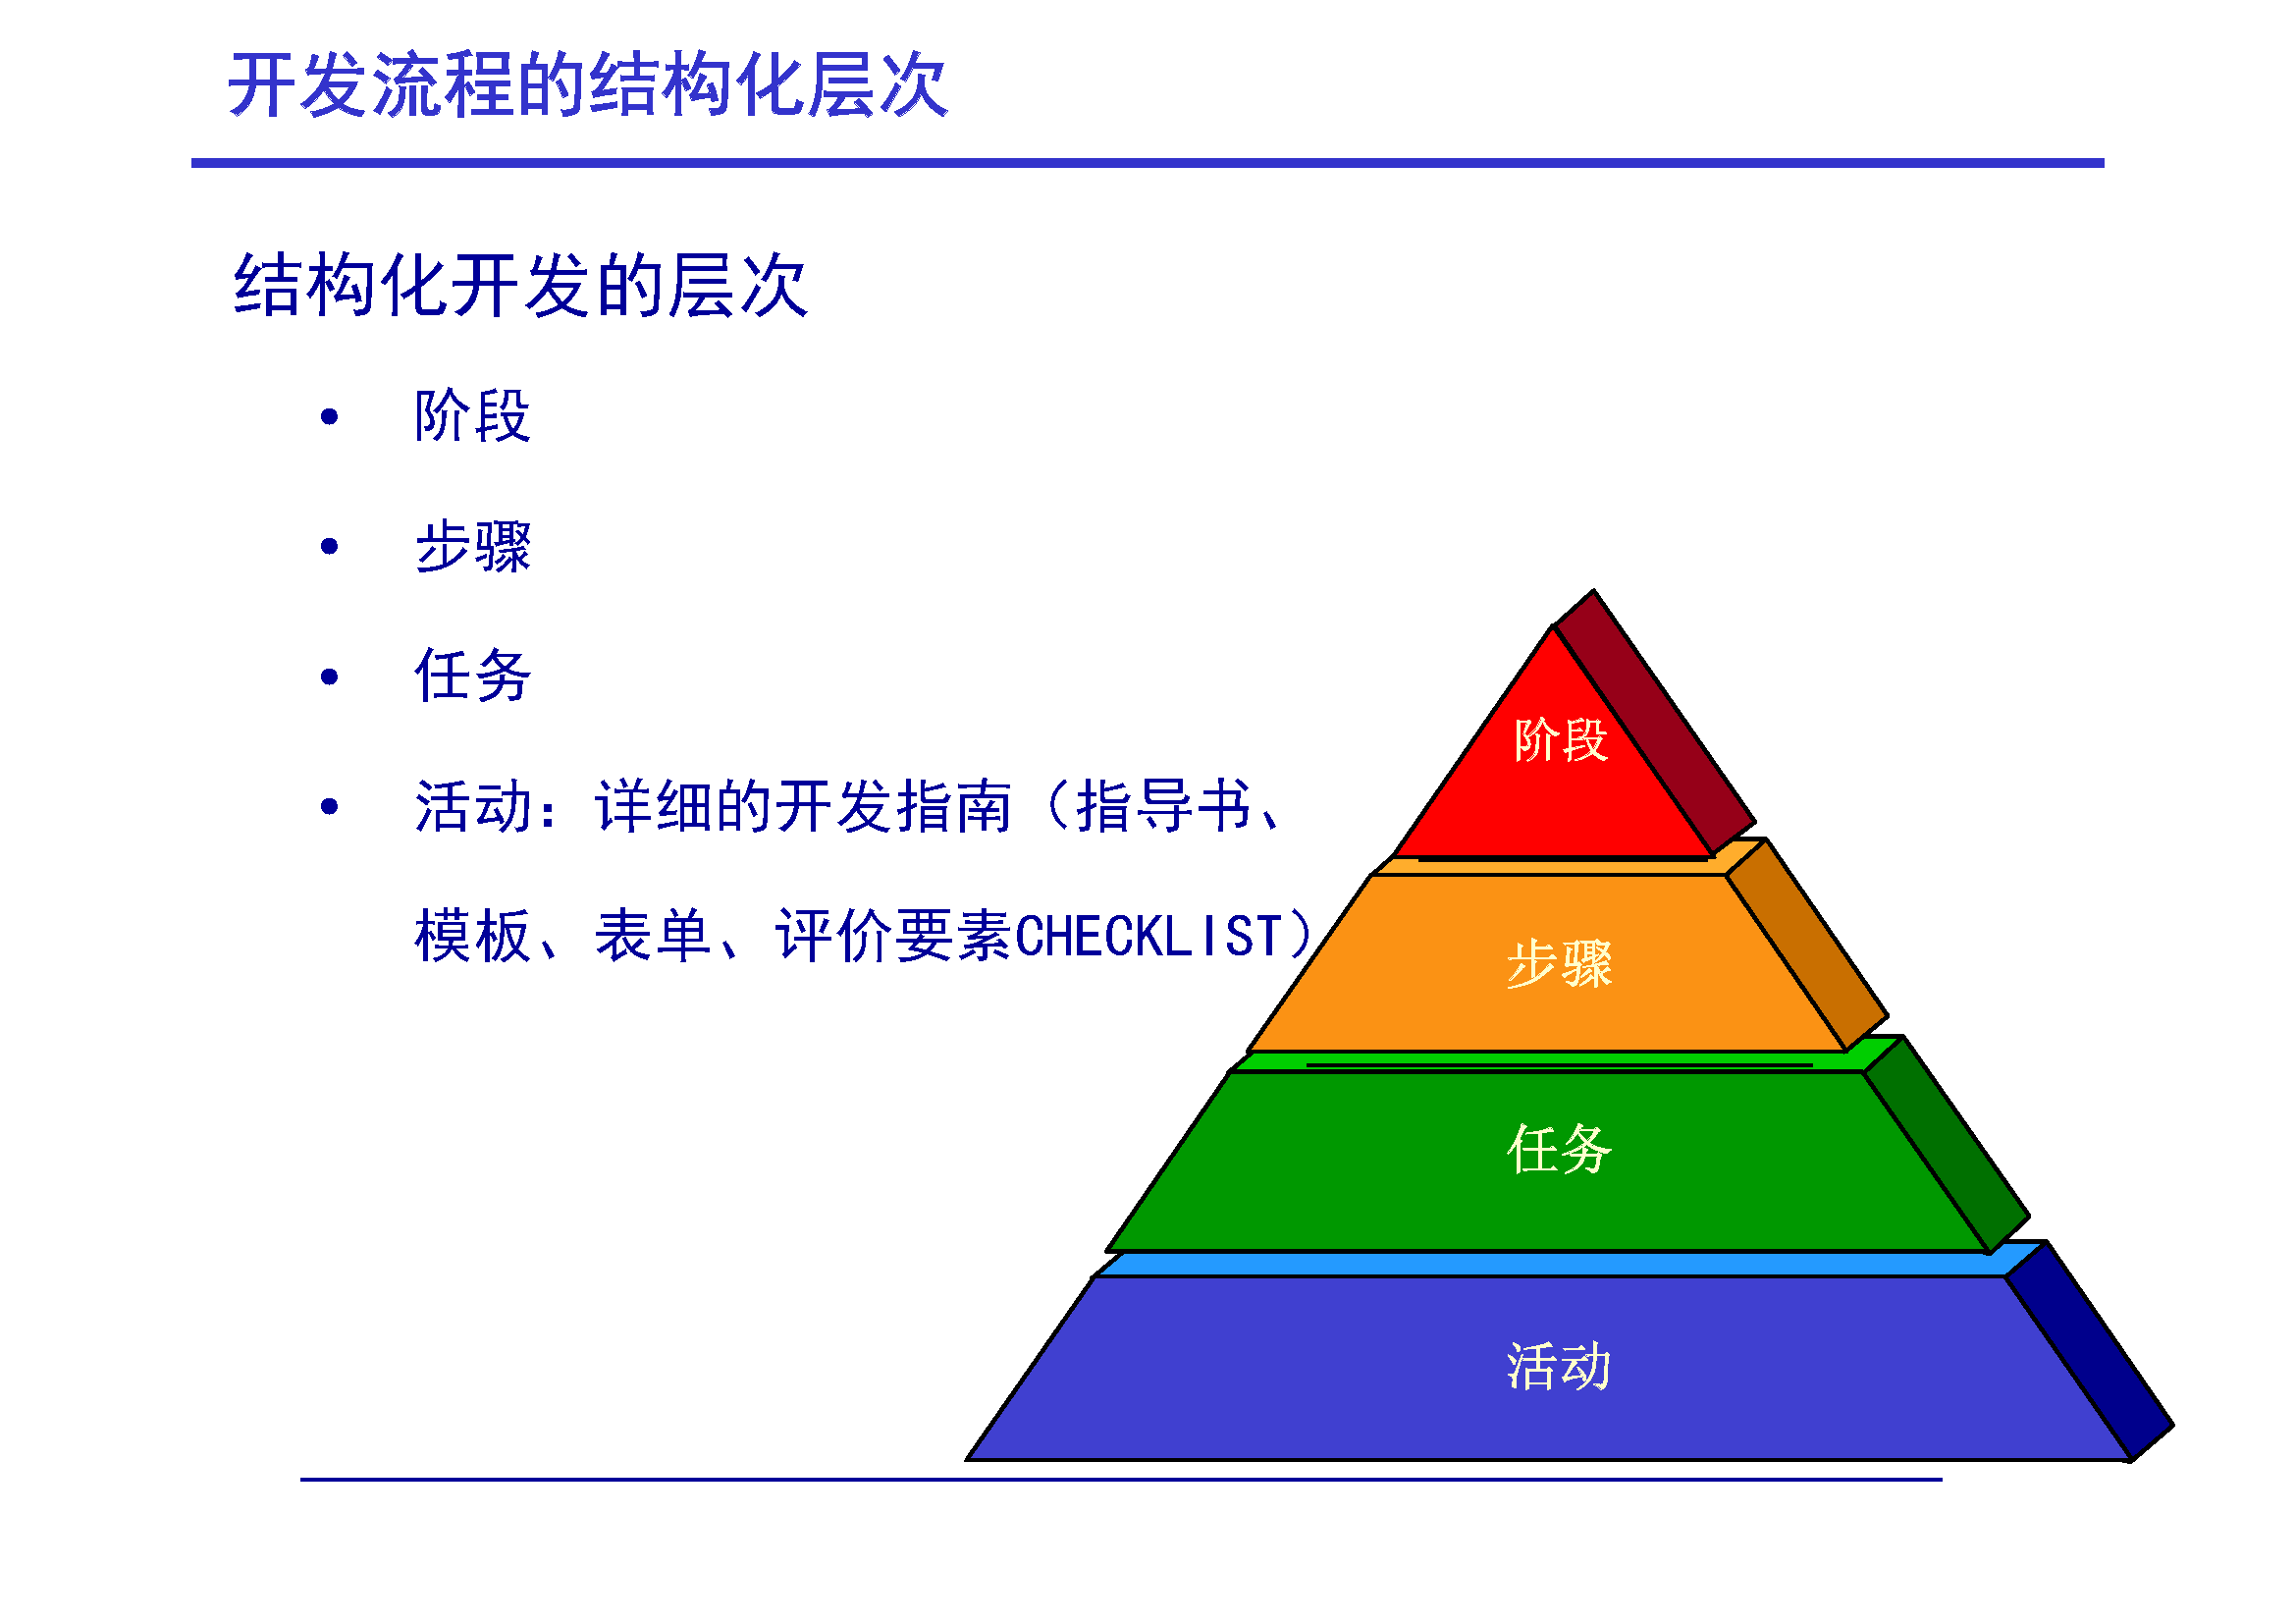 开发流程的结构化层次
结构化开发的层次
• 阶段
• 步骤
• 任务
• 活动：详细的开发指南（指导书、
模板、表单、评价要素CHECKLIST）
阶段
步骤
任务
活动